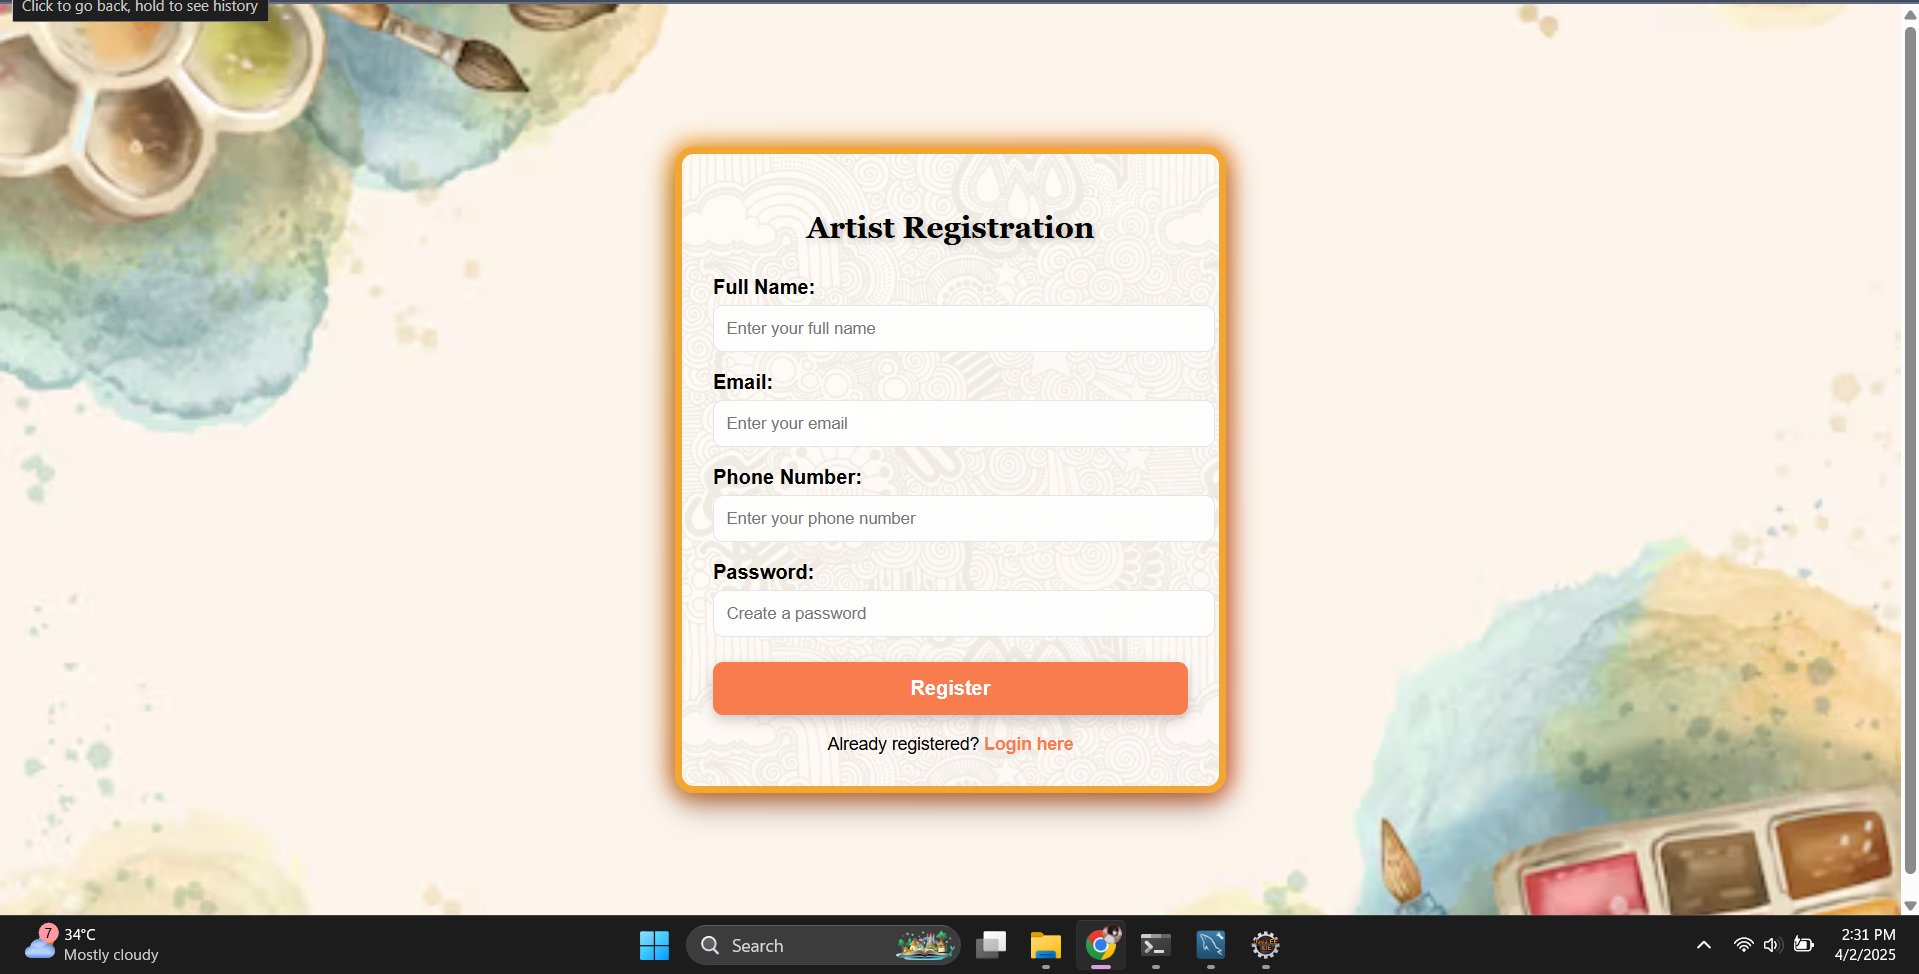 Click to go back, hold to see history
Artist Registration
Full Name:
Enter your full name
Email:
Enter your email
Phone Number:
Enter your phone number
Password:
Create a password
Register
Already registered? Login here
7
34°C
Mostly cloudy
Search
2:31 PM
4/2/2025